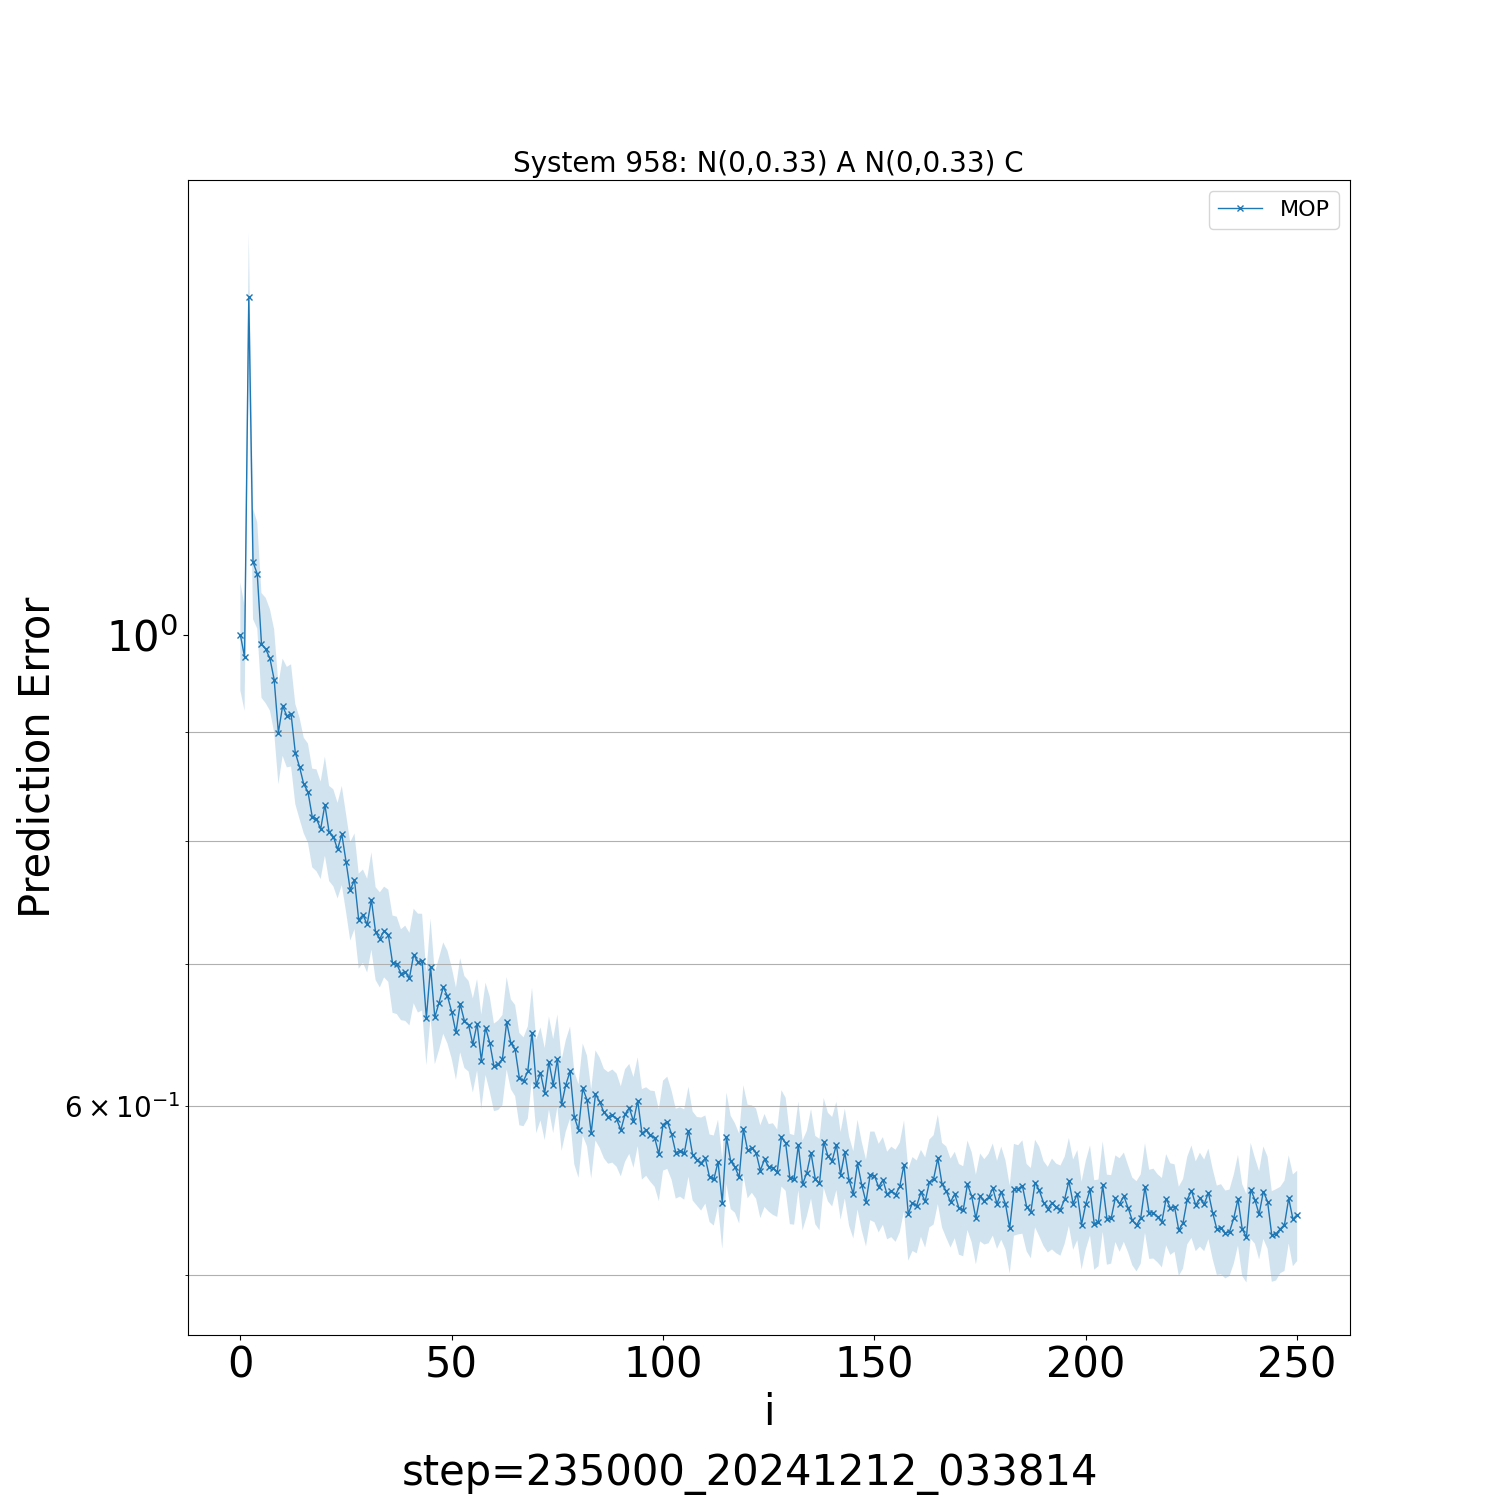 System 958: N(0,0.33) A N(0,0.33) C
MOP
Prediction Error
10⁰
6 × 10⁻¹
0 50 100 150 200 250
i
step=235000_20241212_033814